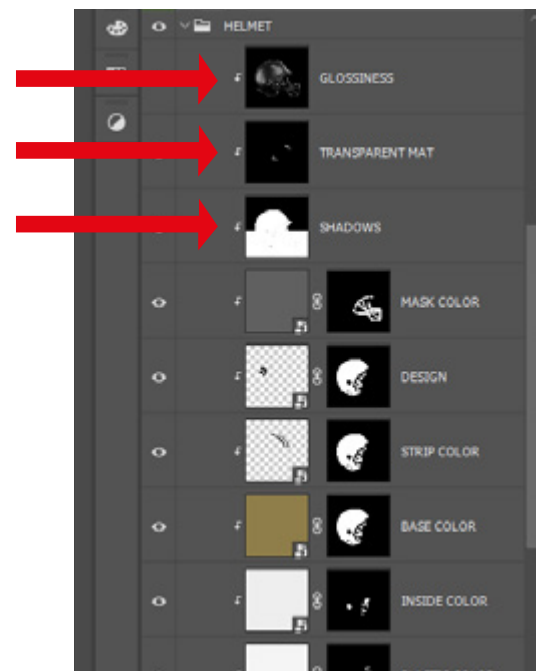 HELMET
GLOSSINESS
TRANSPARENT MAT
SHADOWS
MASK COLOR
DESIGN
STRIP COLOR
BASE COLOR
INSIDE COLOR